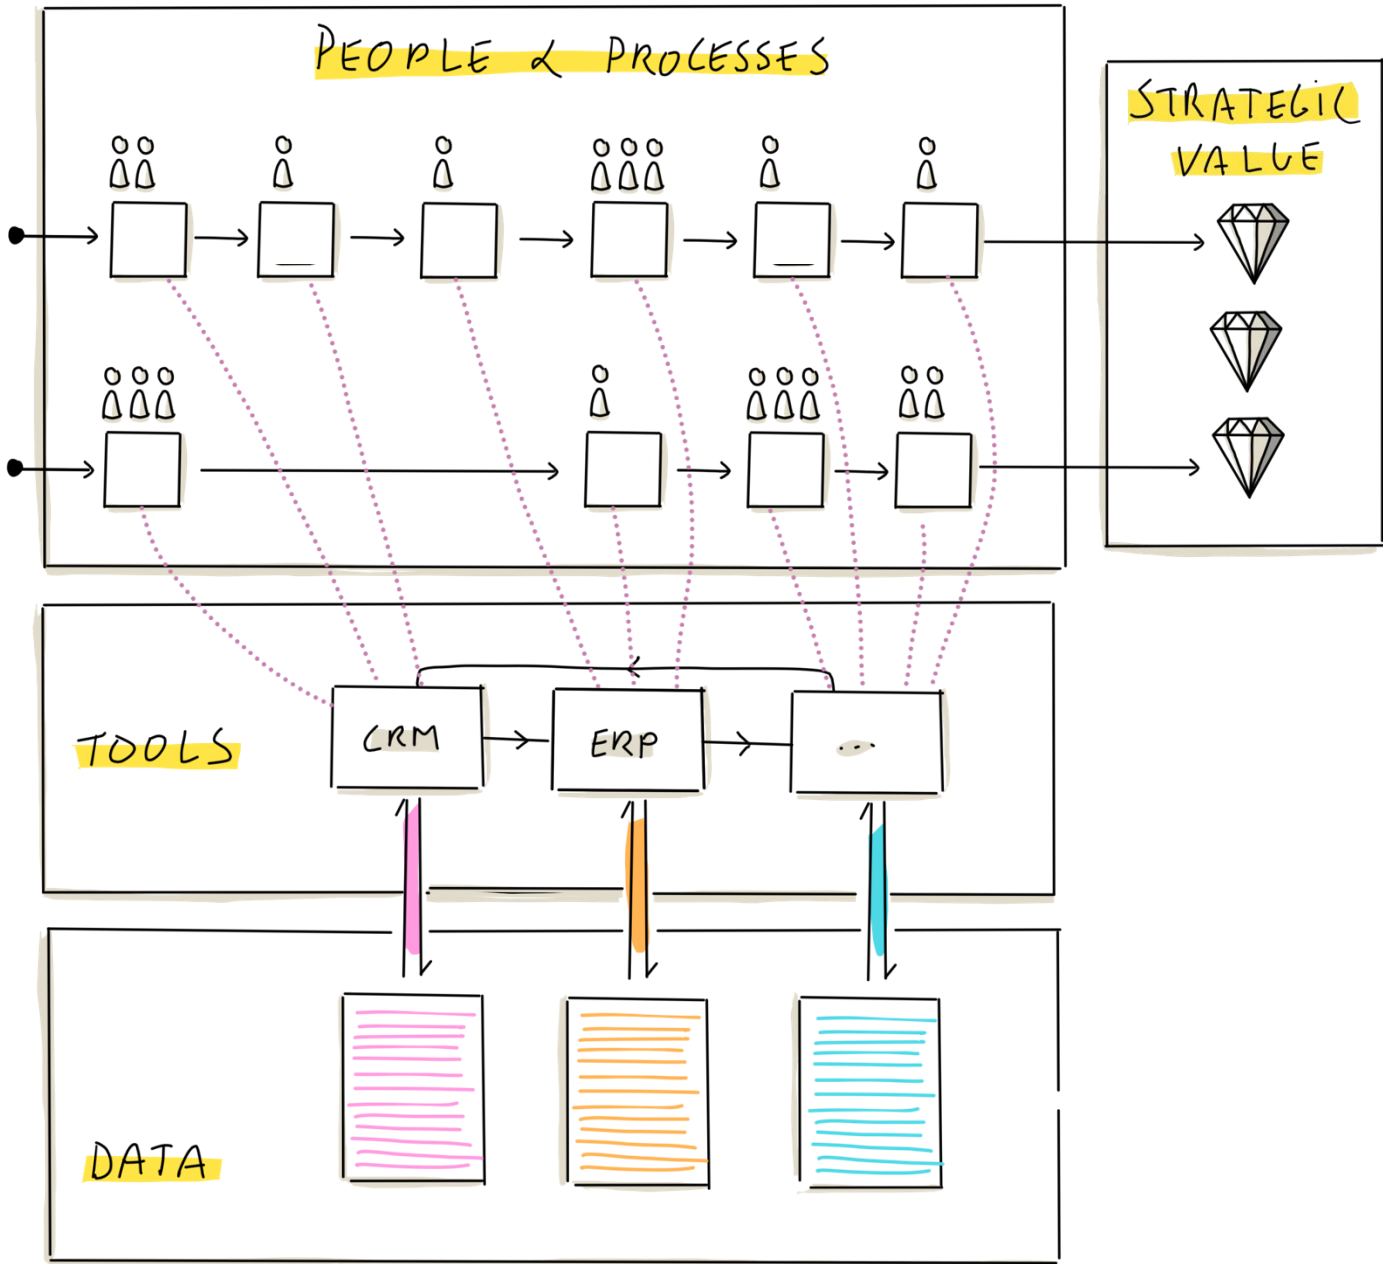 PEOPLE & PROCESSES
STRATEGIC
VALUE
TOOLS
CRM
ERP
...
DATA